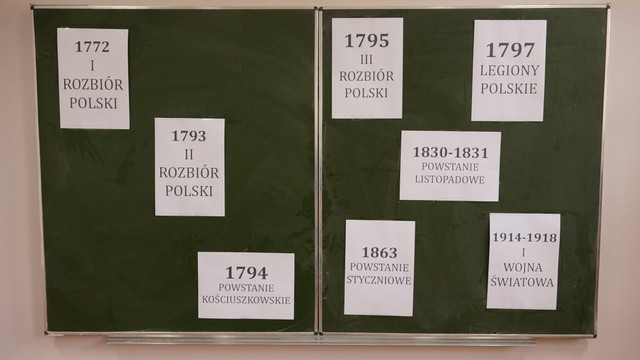 1772
I
ROZBIÓR
POLSKI
1793
II
ROZBIÓR
POLSKI
1794
POWSTANIE
KOŚCIUSZKOWSKIE
1795
III
ROZBIÓR
POLSKI
1797
LEGIONY
POLSKIE
1830-1831
POWSTANIE
LISTOPADOWE
1863
POWSTANIE
STYCZNIOWE
1914-1918
I
WOJNA
ŚWIATOWA